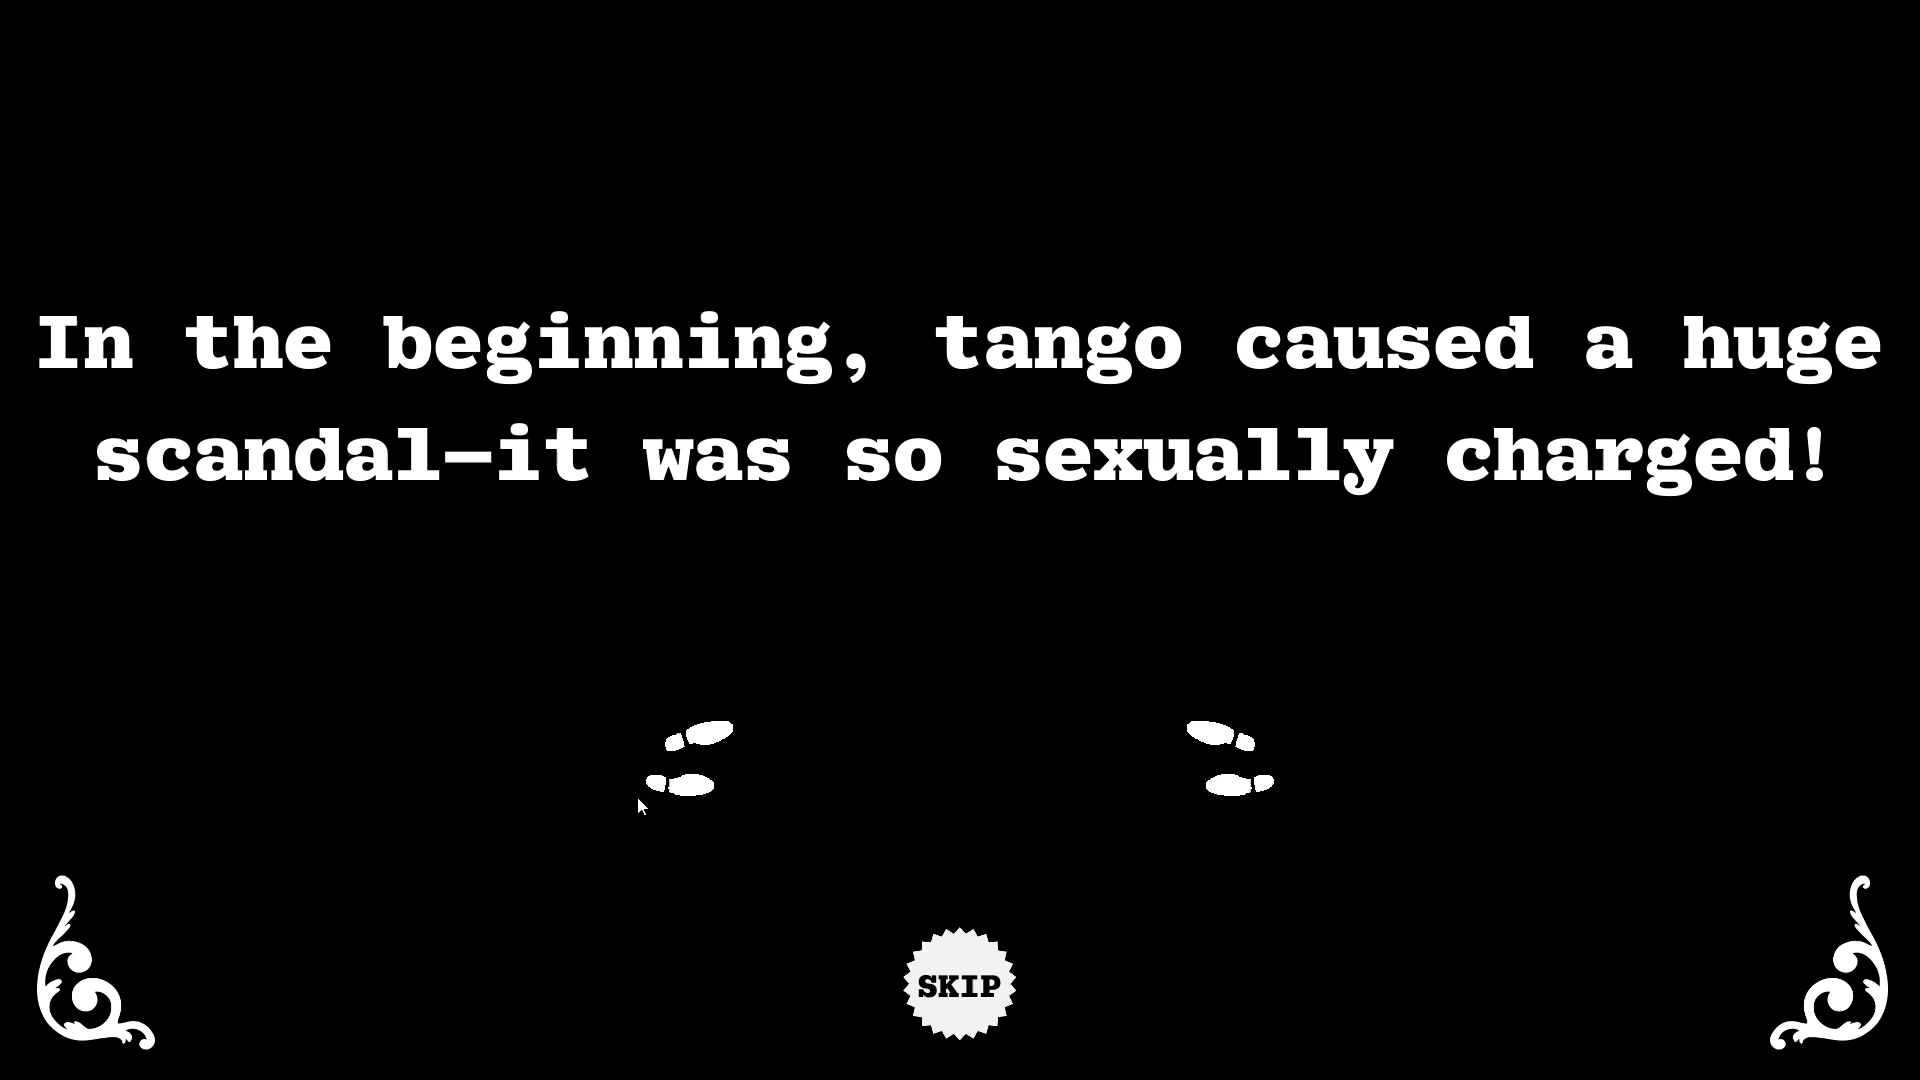 In the beginning, tango caused a huge
scandal—it was so sexually charged!
SKIP